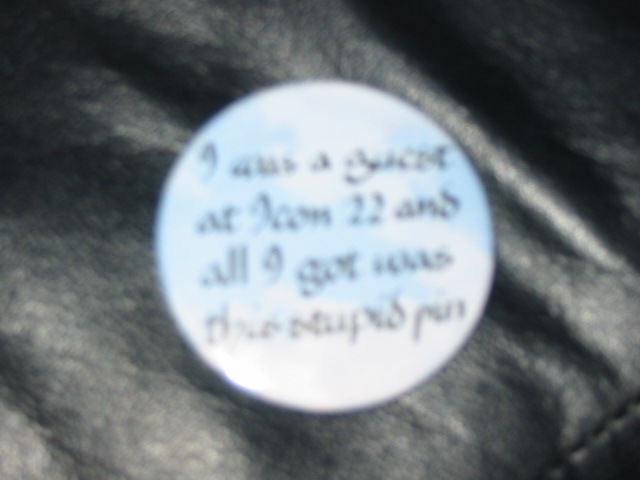 I was a guest
at Icon 22 and
all I got was
this stupid pin